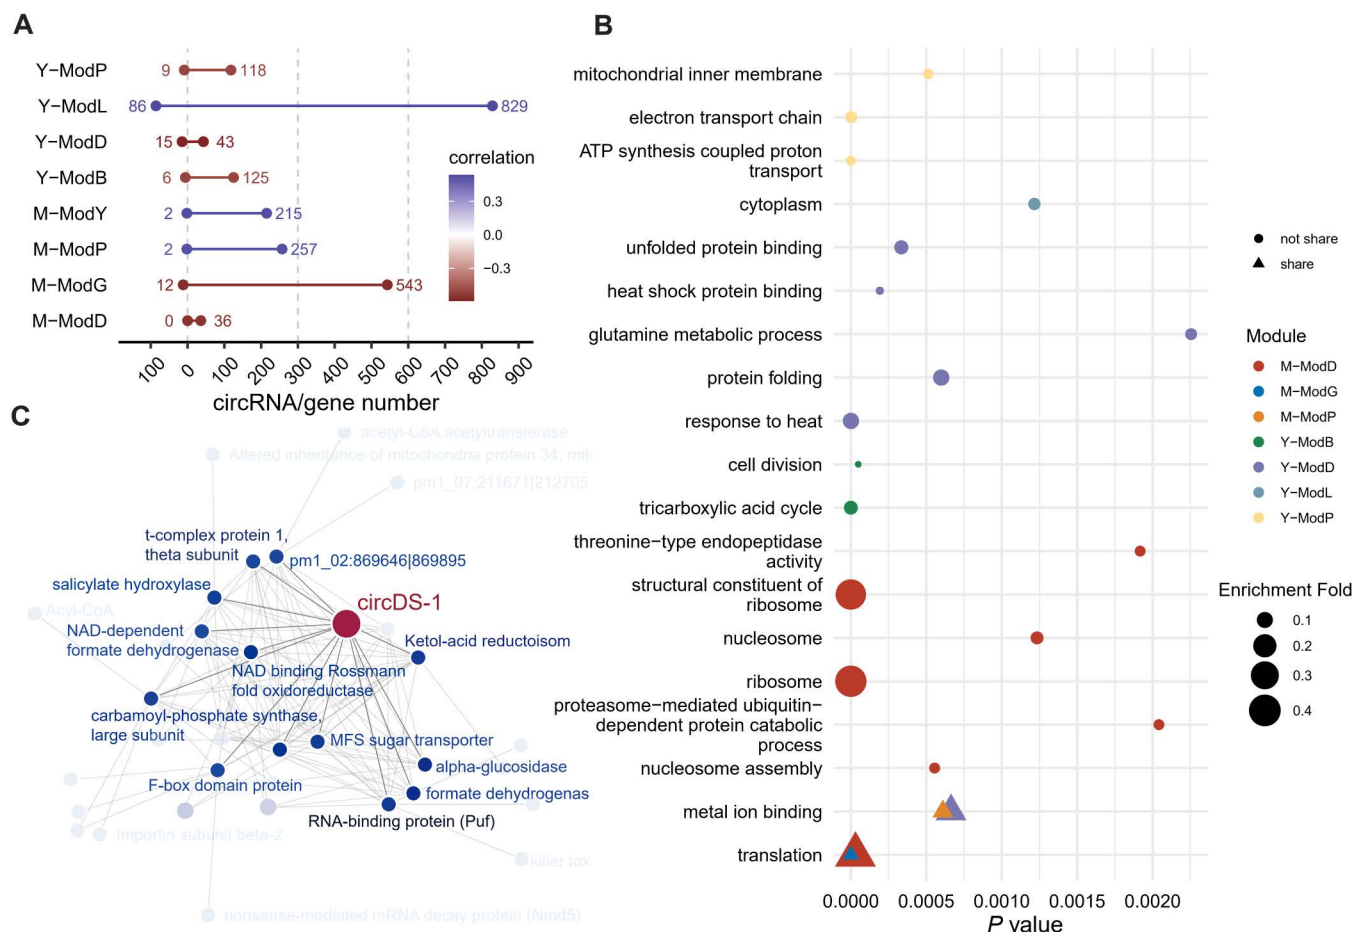 A
Y−ModP
9
118
Y−ModL
86
829
Y−ModD
15
43
Y−ModB
6
125
M−ModY
2
215
M−ModP
2
257
M−ModG
12
543
M−ModD
0
36
correlation
0.3
0.0
−0.3
100
0
100
200
300
400
500
600
700
800
900
circRNA/gene number
B
mitochondrial inner membrane
electron transport chain
ATP synthesis coupled proton
transport
cytoplasm
unfolded protein binding
heat shock protein binding
glutamine metabolic process
protein folding
response to heat
cell division
tricarboxylic acid cycle
threonine−type endopeptidase
activity
structural constituent of
ribosome
nucleosome
ribosome
proteasome−mediated ubiquitin−
dependent protein catabolic
process
nucleosome assembly
metal ion binding
translation
0.0000
0.0005
0.0010
0.0015
0.0020
P value
not share
share
Module
M−ModD
M−ModG
M−ModP
Y−ModB
Y−ModD
Y−ModL
Y−ModP
Enrichment Fold
0.1
0.2
0.3
0.4
C
acetyl-CoA acetyltransferase
Altered inheritance of mitochondria protein 34, mit
pm1_07:211671|212705
t-complex protein 1,
theta subunit
pm1_02:869646|869895
salicylate hydroxylase
circDS-1
Acyl-CoA
NAD-dependent
formate dehydrogenase
Ketol-acid reductoisom
NAD binding Rossmann
fold oxidoreductase
carbamoyl-phosphate synthase,
large subunit
MFS sugar transporter
alpha-glucosidase
F-box domain protein
formate dehydrogenas
RNA-binding protein (Puf)
Importin subunit beta-2
killer tox
nonsense-mediated mRNA decay protein (Nmd5)